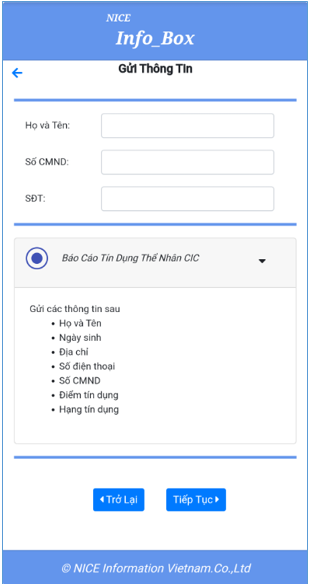 NICE
Info_Box
Gửi Thông Tin
Họ và Tên:
Số CMND:
SĐT:
Báo Cáo Tín Dụng Thể Nhân CIC
Gửi các thông tin sau
• Họ và Tên
• Ngày sinh
• Địa chỉ
• Số điện thoại
• Số CMND
• Điểm tín dụng
• Hạng tín dụng
Trở Lại Tiếp Tục
© NICE Information Vietnam.Co.,Ltd